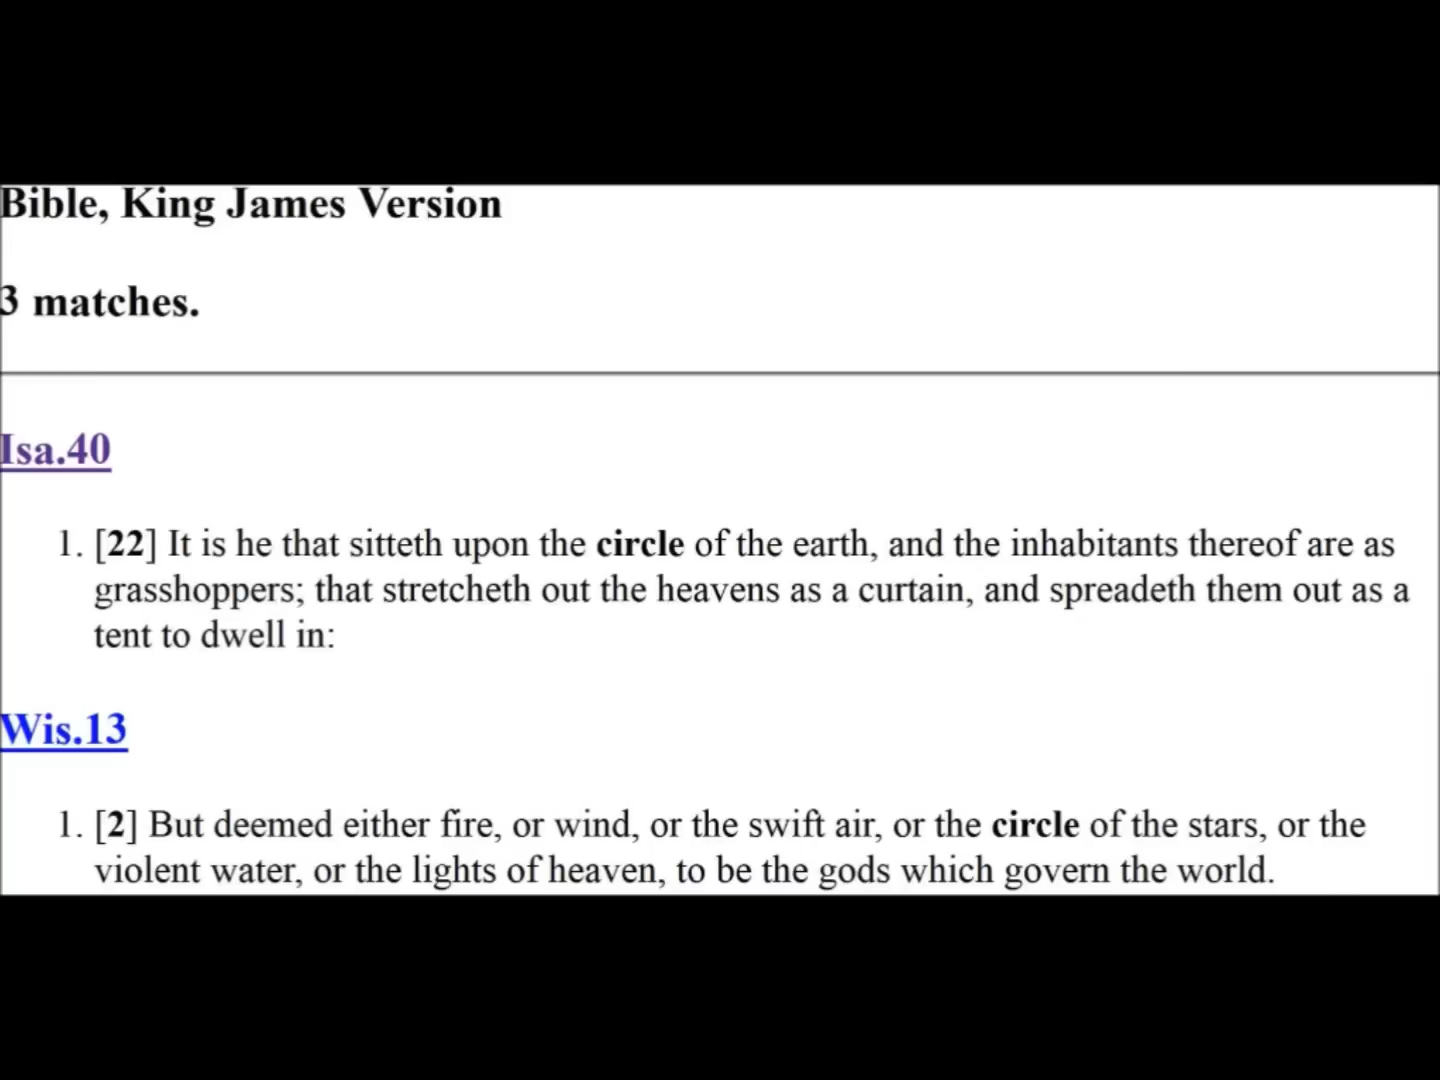 Bible, King James Version
3 matches.
Isa.40
1. [22] It is he that sitteth upon the circle of the earth, and the inhabitants thereof are as
grasshoppers; that stretcheth out the heavens as a curtain, and spreadeth them out as a
tent to dwell in:
Wis.13
1. [2] But deemed either fire, or wind, or the swift air, or the circle of the stars, or the
violent water, or the lights of heaven, to be the gods which govern the world.